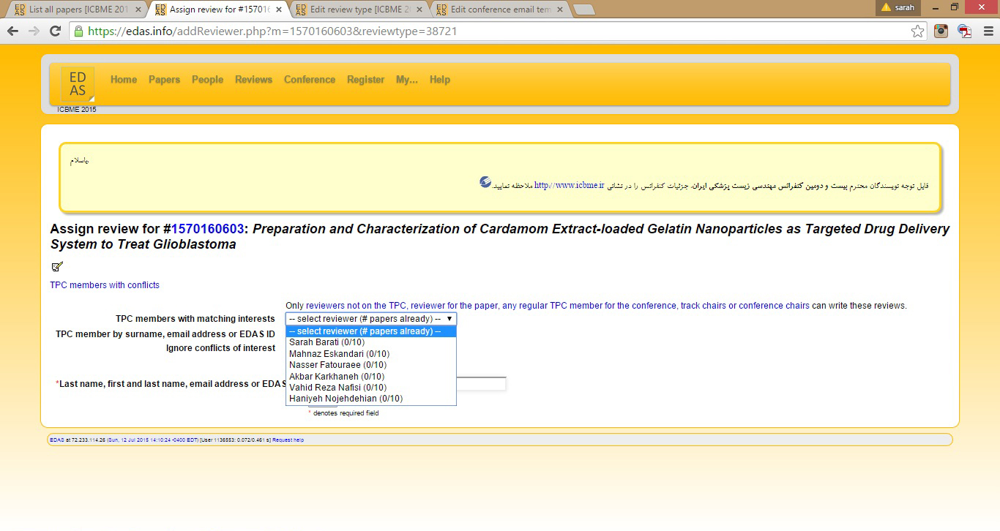 List all papers [ICBME 201
Assign review for #157016
Edit review type [ICBME 2
Edit conference email tem
sarah
https://edas.info/addReviewer.php?m=1570160603&reviewtype=38721
ED
AS
Home Papers People Reviews Conference Register My... Help
ICBME 2015
باسلام,
قابل توجه نویسندگان محترم بیست و دومین کنفرانس مهندسی زیست پزشکی ایران، جزئیات کنفرانس را در نشانی http://www.icbme.ir ملاحظه نمایید.
Assign review for #1570160603: Preparation and Characterization of Cardamom Extract-loaded Gelatin Nanoparticles as Targeted Drug Delivery
System to Treat Glioblastoma
TPC members with conflicts
Only reviewers not on the TPC, reviewer for the paper, any regular TPC member for the conference, track chairs or conference chairs can write these reviews.
TPC members with matching interests
-- select reviewer (# papers already) --
-- select reviewer (# papers already) --
Sarah Barati (0/10)
Mahnaz Eskandari (0/10)
Nasser Fatouraee (0/10)
Akbar Karkhaneh (0/10)
Vahid Reza Nafisi (0/10)
Haniyeh Nojehdehian (0/10)
TPC member by surname, email address or EDAS ID
Ignore conflicts of interest
*Last name, first and last name, email address or EDAS
* denotes required field
EDAS at 72.233.114.26 (Sun, 12 Jul 2015 14:10:24 -0400 EDT) [User 1136553: 0.072/0.461 s] Request help